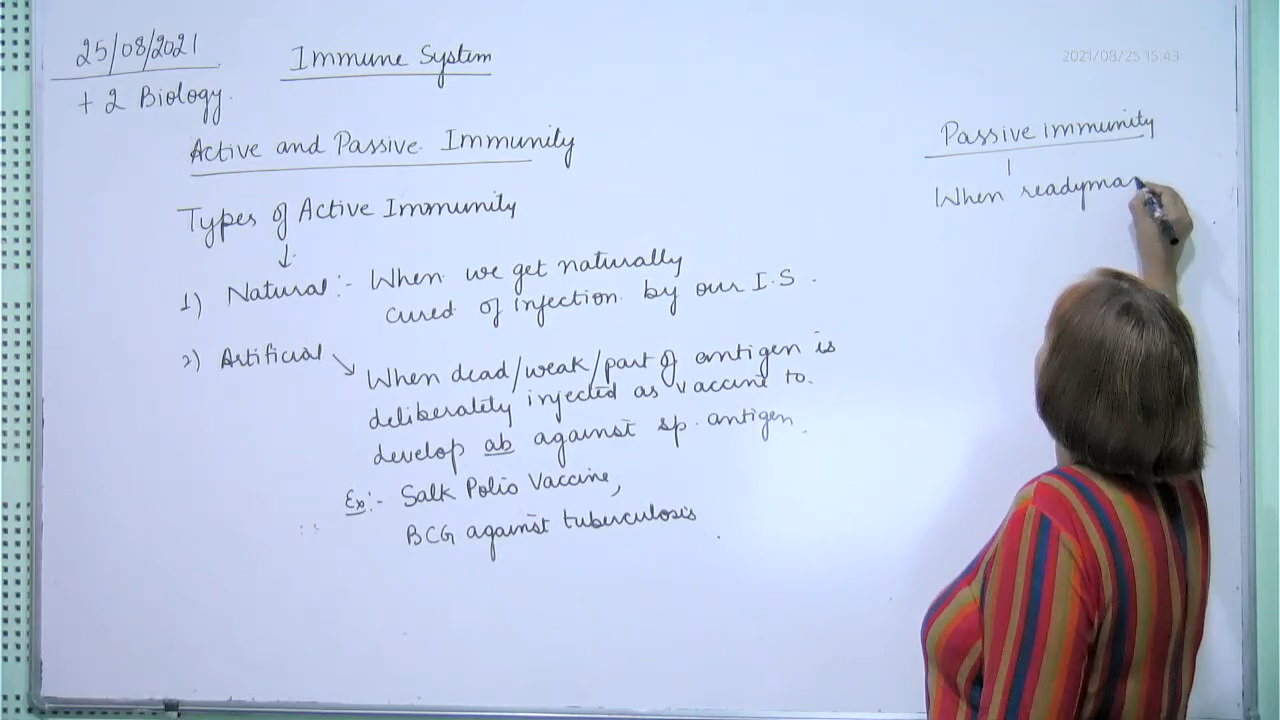 25/08/2021
Immune System
2021/08/25 15:43
+2 Biology.
Active and Passive Immunity
Types of Active Immunity
↓
1) Natural:- When we get naturally
cured of infection by our I.S.
2) Artificial ↘ When dead/weak/part of antigen is
deliberately injected as vaccine to
develop ab against sp. antigen.
Ex:- Salk Polio Vaccine,
BCG against tuberculosis
Passive immunity
When readyma